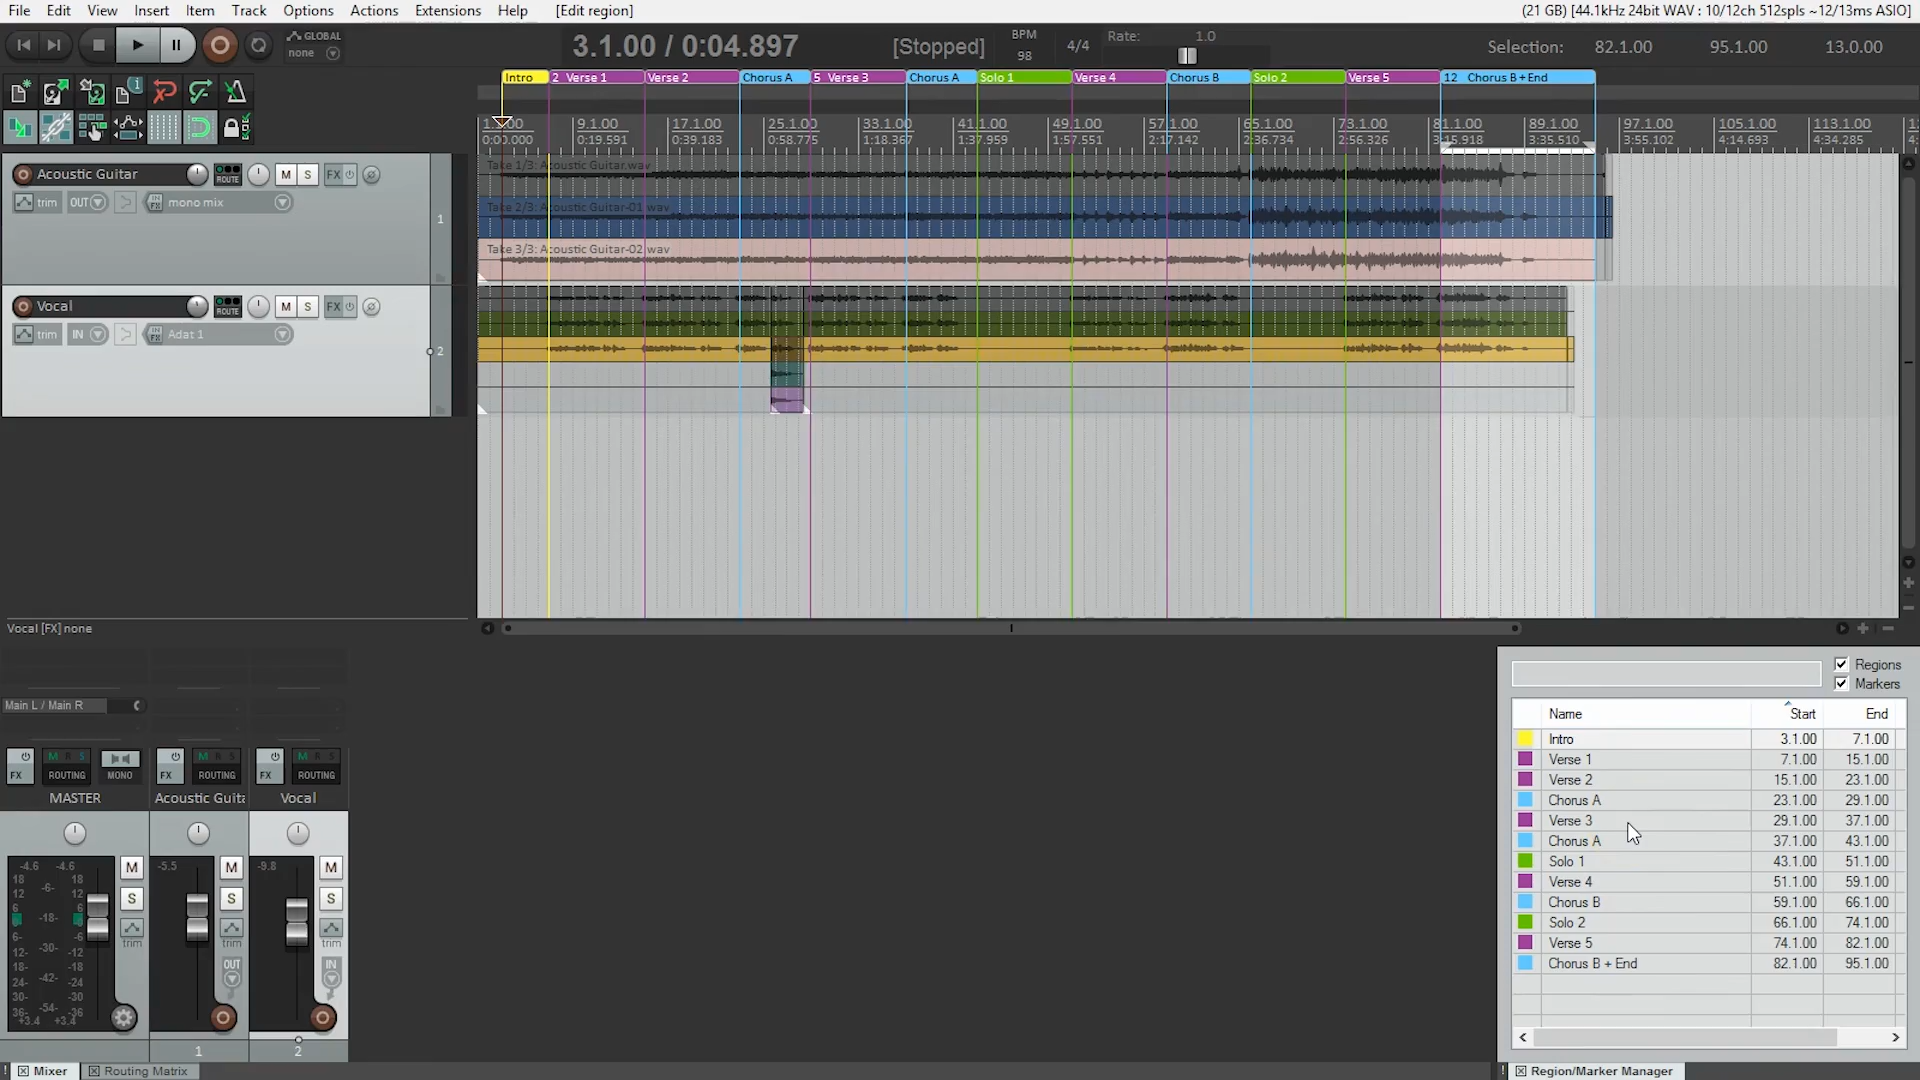 File Edit View Insert Item Track Options Actions Extensions Help [Edit region] (21 GB) [44.1kHz 24bit WAV : 10/12ch 512spls ~12/13ms ASIO]
GLOBAL
none
3.1.00 / 0:04.897 [Stopped] BPM 98 4/4 Rate: 1.0 Selection: 82.1.00 95.1.00 13.0.00
Intro 2 Verse 1 Verse 2 Chorus A 5 Verse 3 Chorus A Solo 1 Verse 4 Chorus B Solo 2 Verse 5 12 Chorus B+End
9.1.00 17.1.00 25.1.00 33.1.00 41.1.00 49.1.00 57.1.00 65.1.00 73.1.00 81.1.00 89.1.00 97.1.00 105.1.00 113.1.00
0:00.000 0:19.591 0:39.183 0:58.775 1:18.367 1:37.959 1:57.551 2:17.142 2:36.734 2:56.326 3:35.510 3:55.102 4:14.693 4:34.285
Acoustic Guitar ROUTE M S FX
trim OUT IN FX mono mix
1
Take 1/3: Acoustic Guitar.wav
Take 2/3: Acoustic Guitar-01.wav
Take 3/3: Acoustic Guitar-02.wav
Vocal ROUTE M S FX
trim IN IN FX Adat 1
2
Vocal [FX] none
Main L / Main R
FX M R S ROUTING MONO FX M R S ROUTING FX M R S ROUTING
MASTER Acoustic Guita Vocal
-4.6 -4.6 M -5.5 M -9.8 M
18 -6- 18
12 12 S S S
6 6
-18-
6- -6 trim trim trim
-30-
12- -12 OUT IN
18- -18
-42-
24- -24
30- -30
-54-
36- -36
+3.4 +3.4
1 2
Mixer Routing Matrix
Regions
Markers
Name Start End
Intro 3.1.00 7.1.00
Verse 1 7.1.00 15.1.00
Verse 2 15.1.00 23.1.00
Chorus A 23.1.00 29.1.00
Verse 3 29.1.00 37.1.00
Chorus A 37.1.00 43.1.00
Solo 1 43.1.00 51.1.00
Verse 4 51.1.00 59.1.00
Chorus B 59.1.00 66.1.00
Solo 2 66.1.00 74.1.00
Verse 5 74.1.00 82.1.00
Chorus B + End 82.1.00 95.1.00
Region/Marker Manager